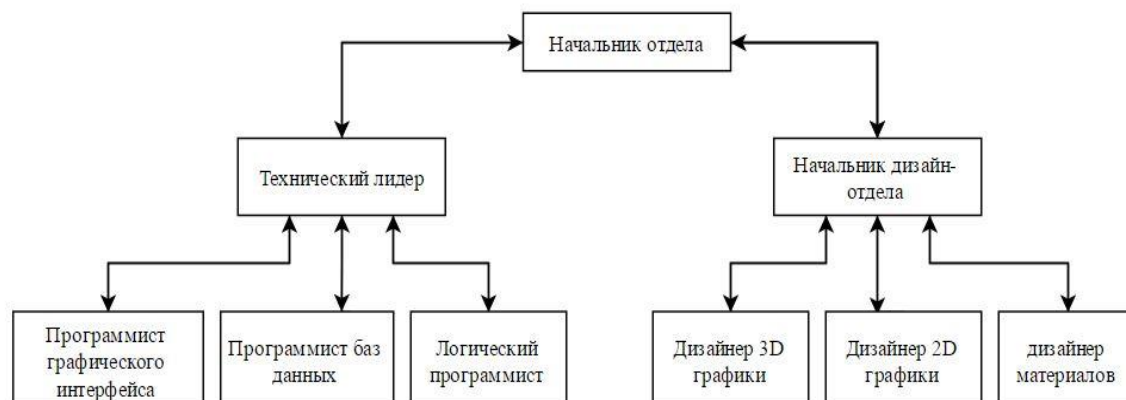 Начальник отдела
Технический лидер
Начальник дизайн-
отдела
Программист
графического
интерфейса
Программист баз
данных
Логический
программист
Дизайнер 3D
графики
Дизайнер 2D
графики
дизайнер
материалов